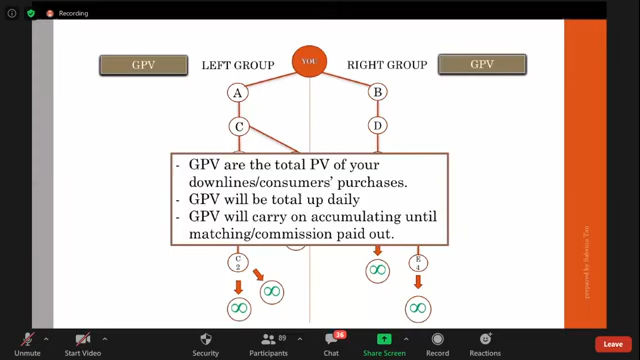 Recording
GPV
LEFT GROUP
YOU
RIGHT GROUP
GPV
A
B
C
D
- GPV are the total PV of your
downlines/consumers' purchases.
- GPV will be total up daily
- GPV will carry on accumulating until
matching/commission paid out.
C
2
E
4
∞
∞
∞
∞
Unmute
Start Video
Security
89
Participants
36
Chat
Share Screen
Record
Reactions
Leave